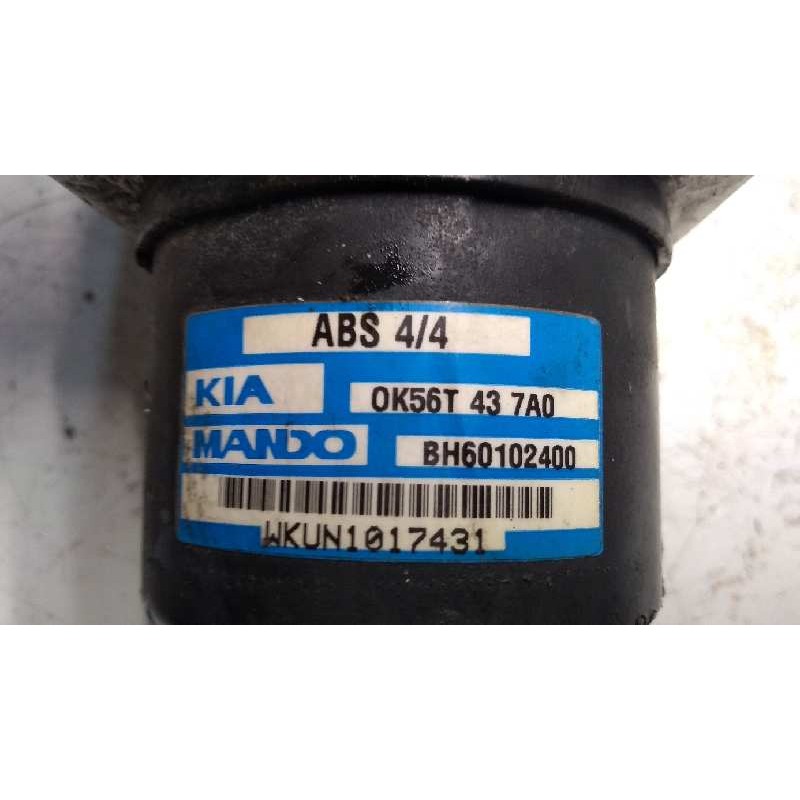 ABS 4/4
KIA 0K56T 43 7A0
MANDO BH60102400
WKUN1017431